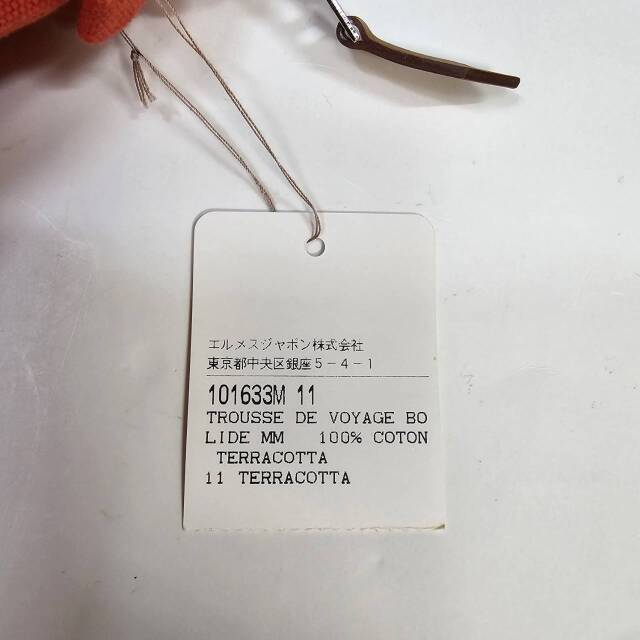 エルメスジャポン株式会社
東京都中央区銀座5-4-1
101633M 11
TROUSSE DE VOYAGE BO
LIDE MM 100% COTON
TERRACOTTA
11 TERRACOTTA